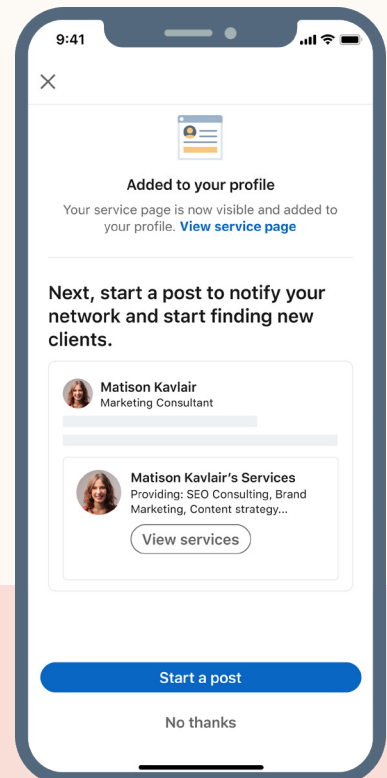 9:41
Added to your profile
Your service page is now visible and added to
your profile. View service page
Next, start a post to notify your
network and start finding new
clients.
Matison Kavlair
Marketing Consultant
Matison Kavlair’s Services
Providing: SEO Consulting, Brand
Marketing, Content strategy...
View services
Start a post
No thanks